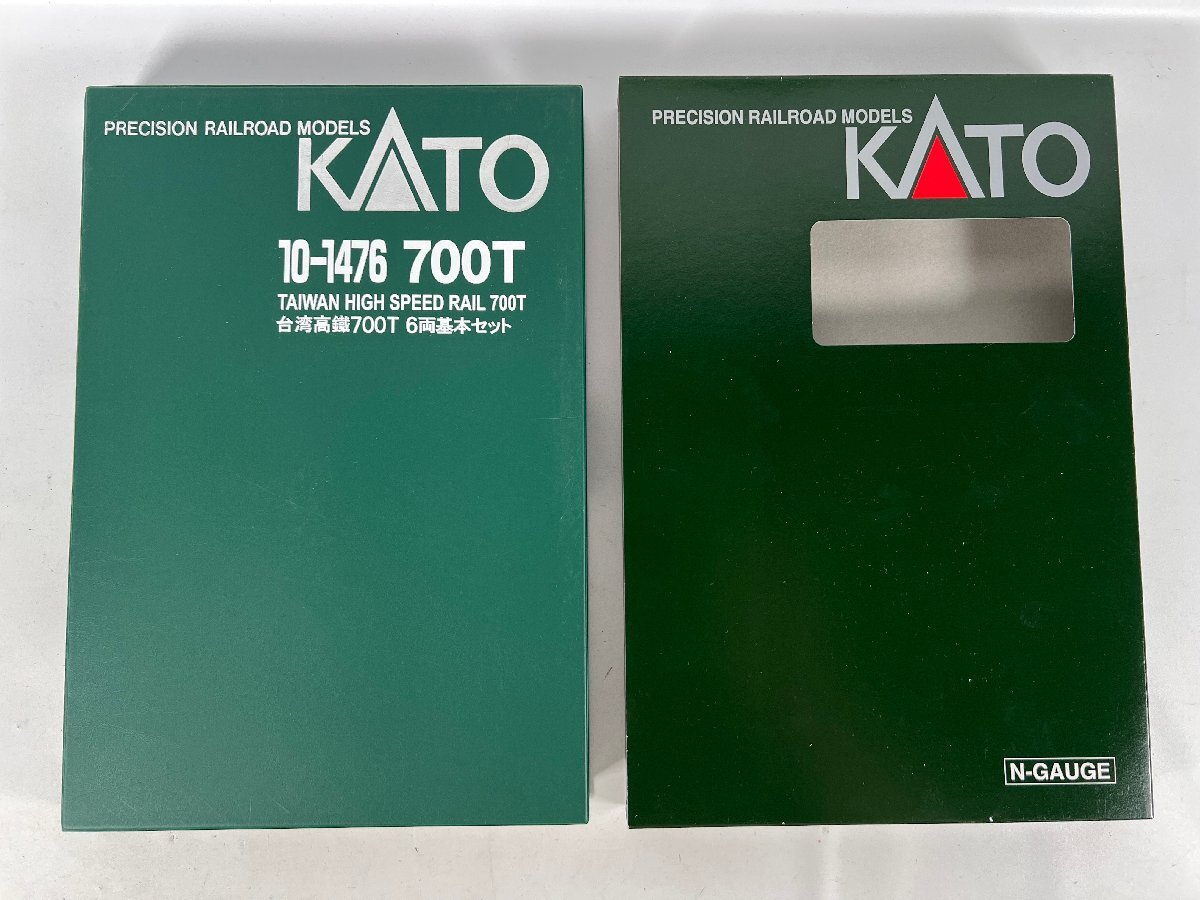 PRECISION RAILROAD MODELS
KATO
10-1476 700T
TAIWAN HIGH SPEED RAIL 700T
台湾高鐵700T 6両基本セット
PRECISION RAILROAD MODELS
KATO
N-GAUGE